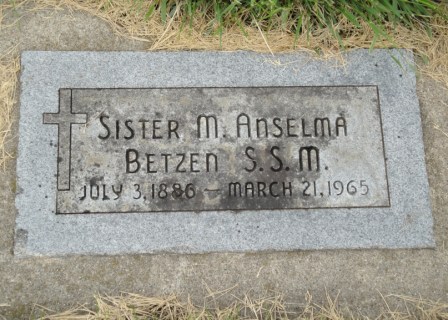 Sister M. Anselma
Betzen S.S.M.
July 3, 1886 — March 21, 1965